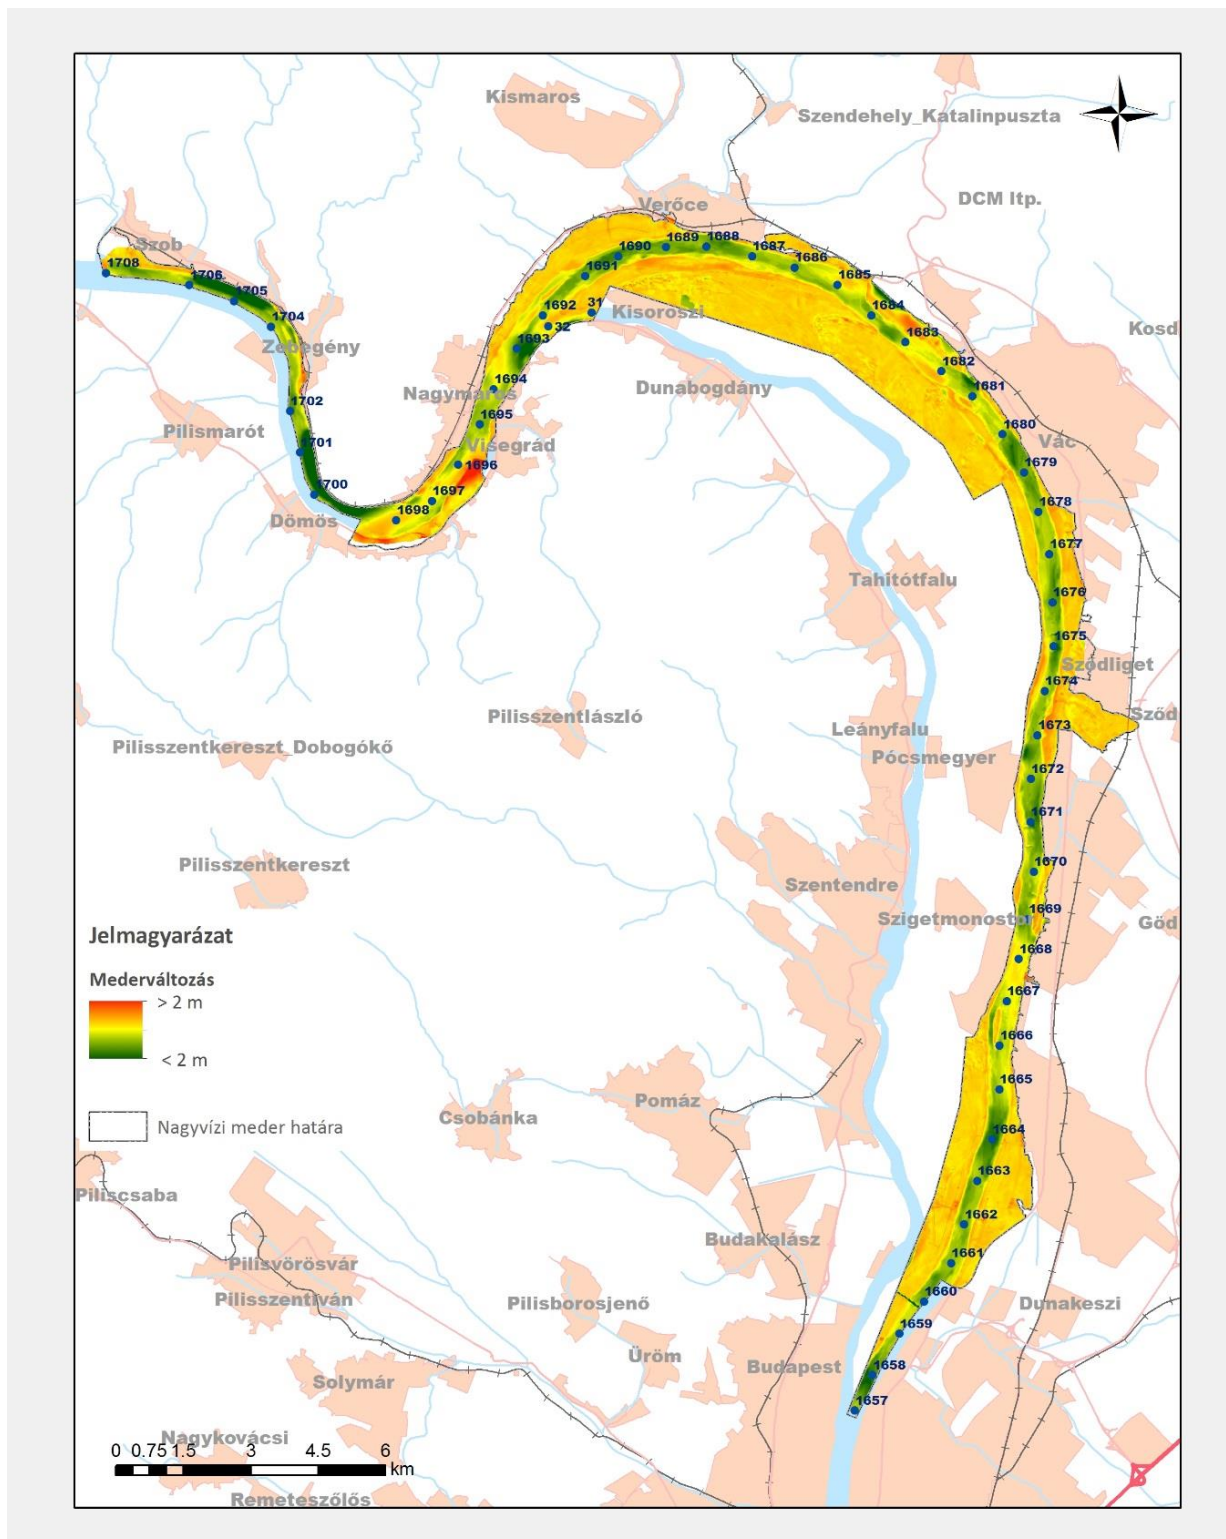 Kismaros
Szendehely_Katalinpuszta
DCM ltp.
Verőce
Szob
1708
1706
1705
1704
Zebegény
1702
1701
1700
Pilismarót
Dömös
1698
1697
1696
1695
1694
1693
32
1692
31
1691
1690
1689
1688
1687
1686
1685
1684
1683
1682
1681
1680
1679
1678
1677
1676
1675
1674
1673
1672
1671
1670
1669
1668
1667
1666
1665
1664
1663
1662
1661
1660
1659
1658
1657
Nagymaros
Visegrád
Kisoroszi
Dunabogdány
Kosd
Vác
Tahitótfalu
Sződliget
Sződ
Pilisszentlászló
Pilisszentkereszt_Dobogókő
Leányfalu
Pócsmegyer
Pilisszentkereszt
Szentendre
Szigetmonostor
Göd
Jelmagyarázat
Mederváltozás
> 2 m
< 2 m
Nagyvízi meder határa
Csobánka
Pomáz
Piliscsaba
Budakalász
Pilisvörösvár
Pilisszentiván
Pilisborosjenő
Dunakeszi
Üröm
Budapest
Solymár
Nagykovácsi
0 0.75 1.5 3 4.5 6
km
Remeteszőlős